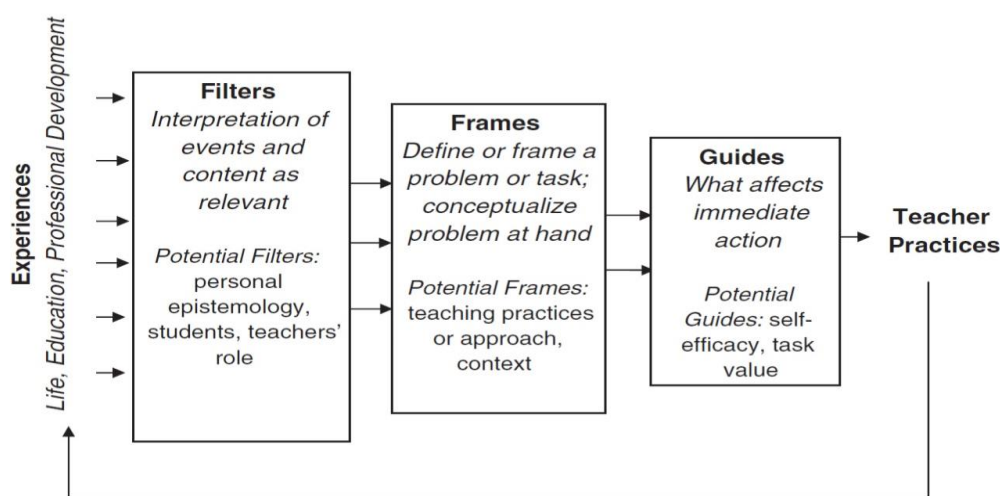 Experiences
Life, Education, Professional Development
Filters
Interpretation of
events and
content as
relevant
Potential Filters:
personal
epistemology,
students, teachers’
role
Frames
Define or frame a
problem or task;
conceptualize
problem at hand
Potential Frames:
teaching practices
or approach,
context
Guides
What affects
immediate
action
Potential
Guides: self-
efficacy, task
value
Teacher
Practices